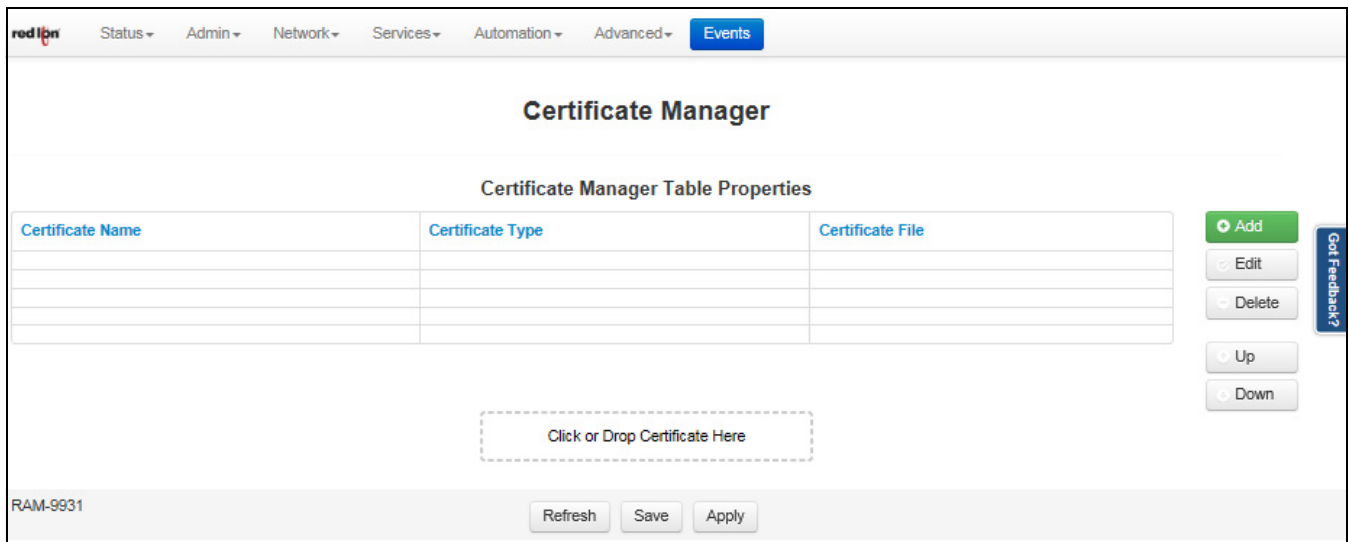 red lion Status Admin Network Services Automation Advanced Events
Certificate Manager
Certificate Manager Table Properties
Certificate Name Certificate Type Certificate File
Add
Edit
Delete
Up
Down
Got Feedback?
Click or Drop Certificate Here
RAM-9931
Refresh Save Apply